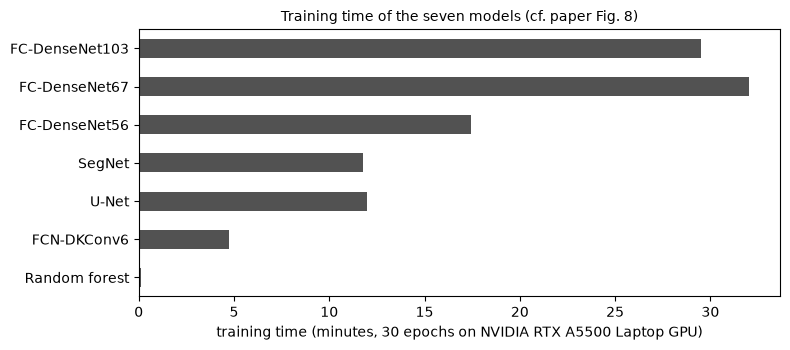 Training time of the seven models (cf. paper Fig. 8)
FC-DenseNet103
FC-DenseNet67
FC-DenseNet56
SegNet
U-Net
FCN-DKConv6
Random forest
0 5 10 15 20 25 30
training time (minutes, 30 epochs on NVIDIA RTX A5500 Laptop GPU)